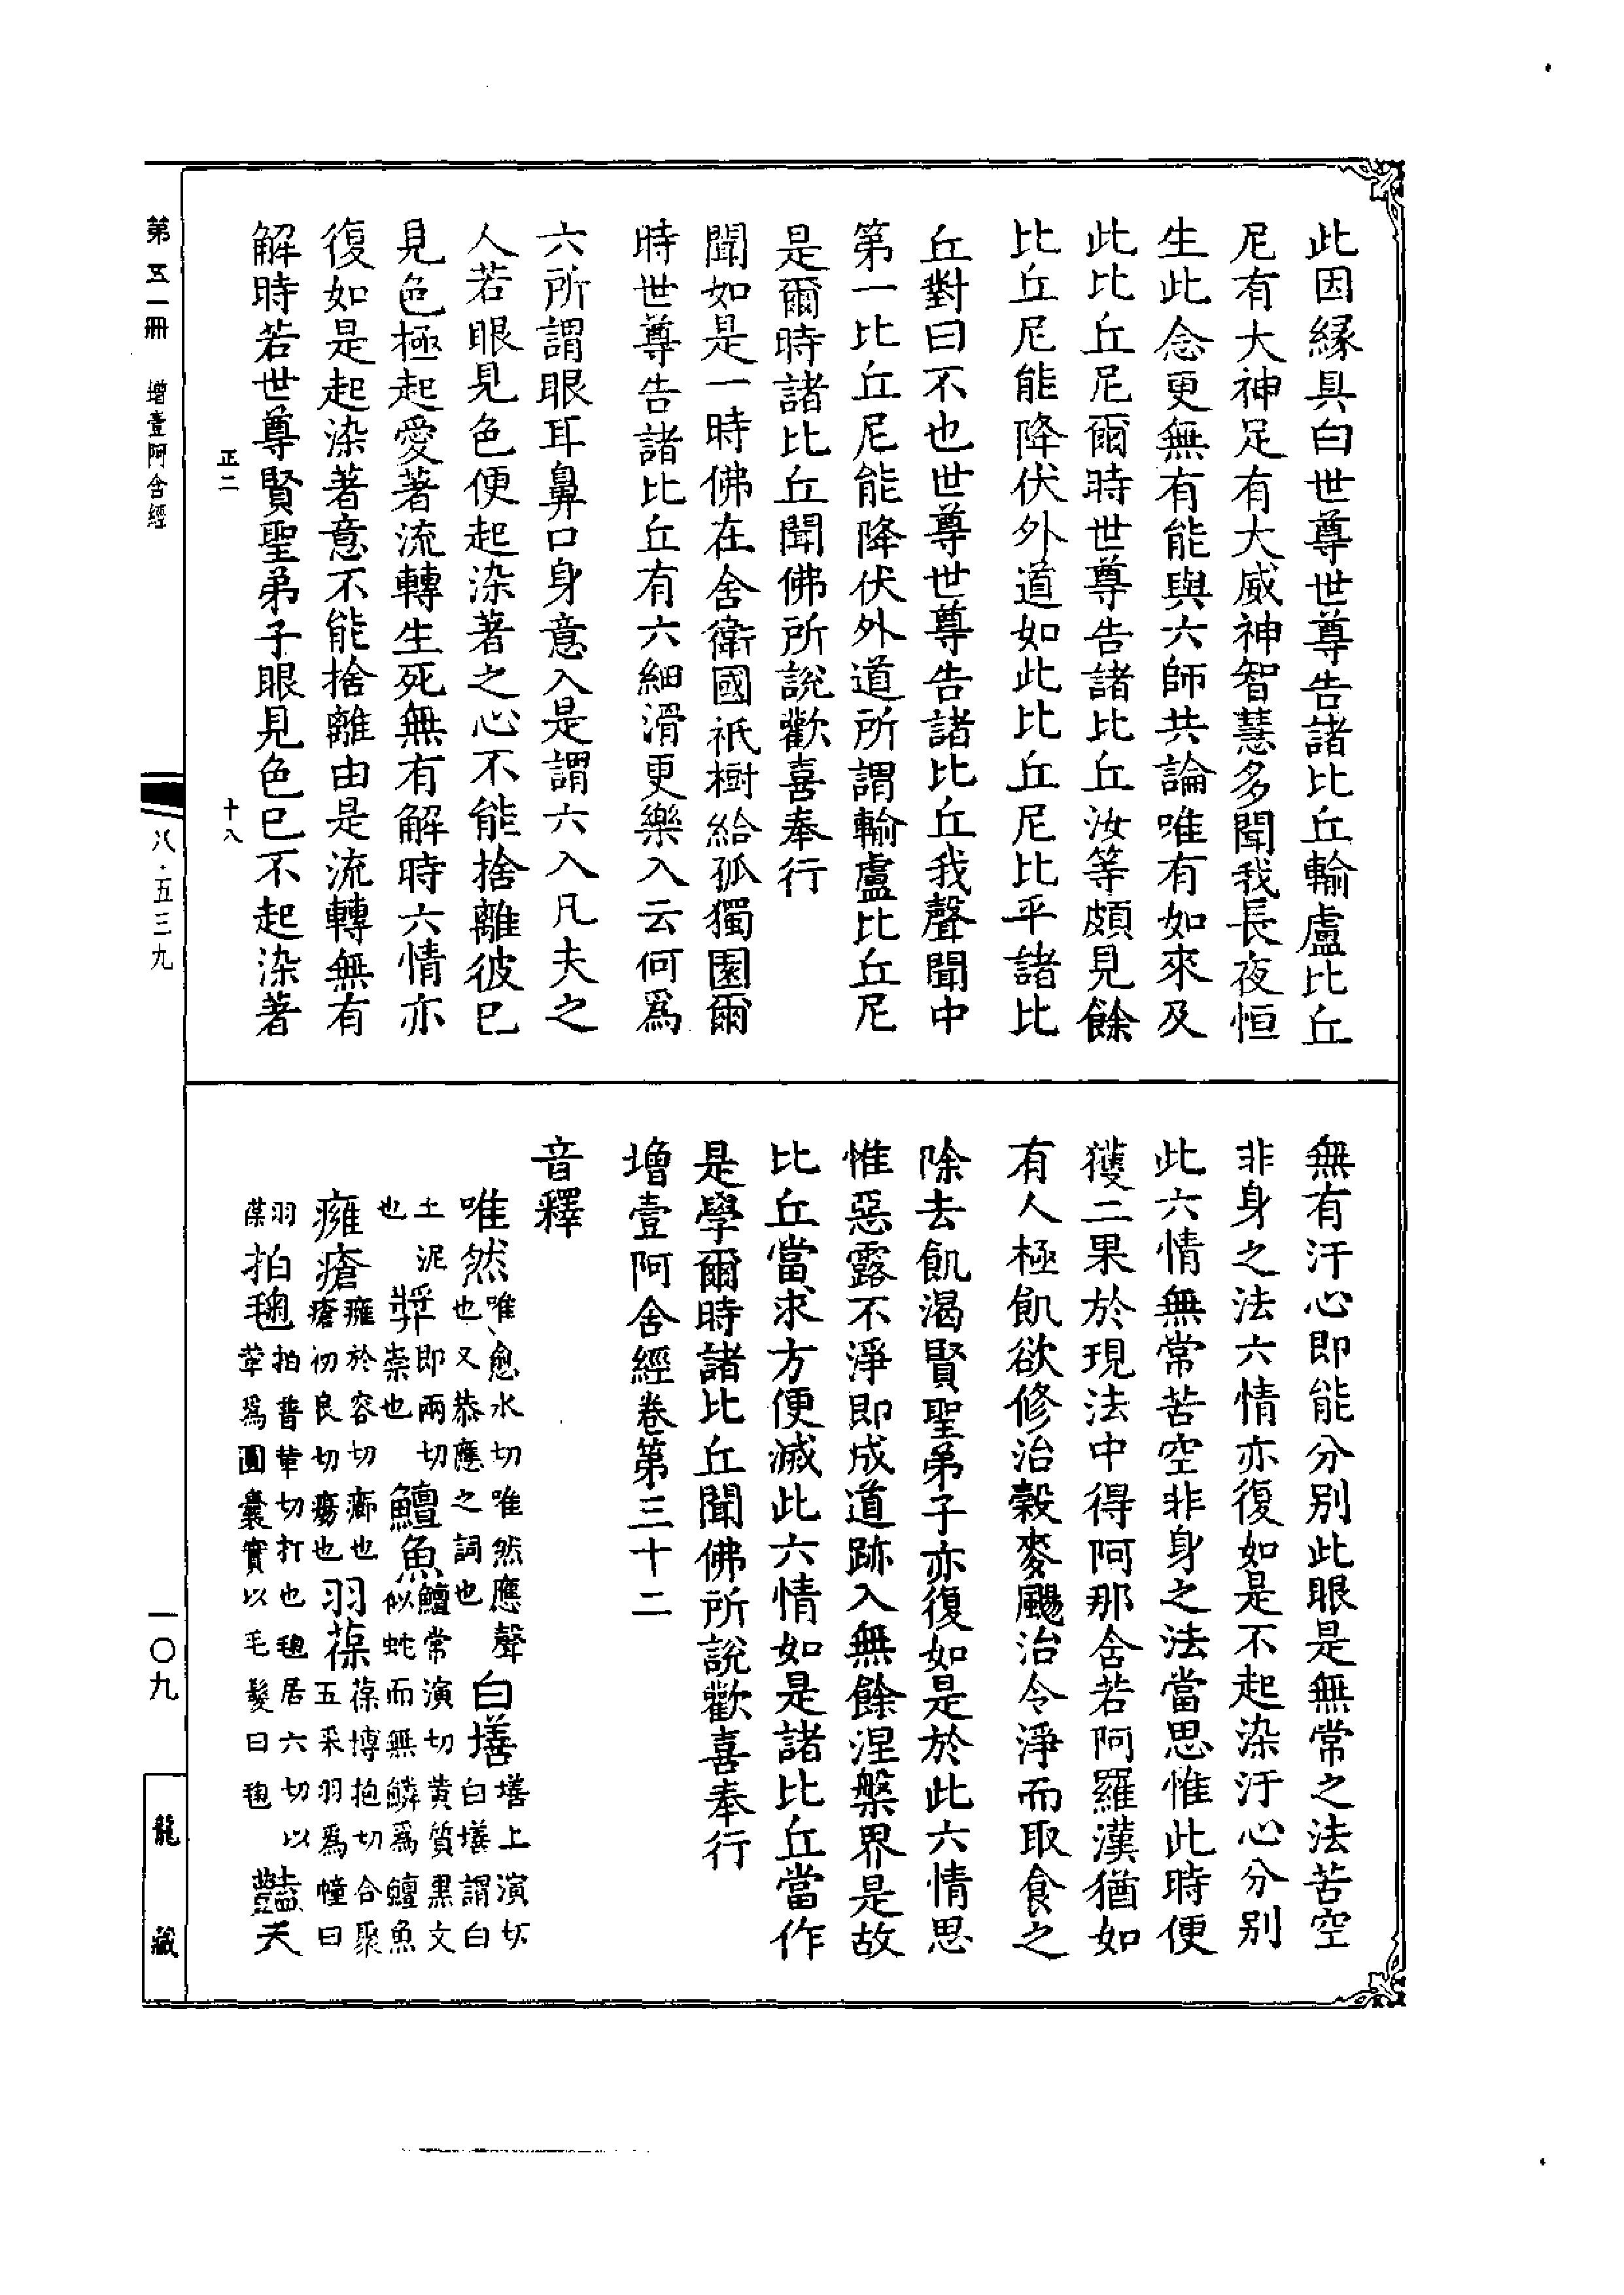 此因緣具白世尊世尊告諸比丘輸盧比丘
尼有大神足有大威神智慧多聞我長夜恒
生此念更無有能與六師共論唯有如來及
此比丘尼爾時世尊告諸比丘汝等頗見餘
比丘尼能降伏外道如此比丘尼比乎諸比
丘對曰不也世尊世尊告諸比丘我聲聞中
第一比丘尼能降伏外道所謂輸盧比丘尼
是爾時諸比丘聞佛所說歡喜奉行
聞如是一時佛在舍衛國祇樹給孤獨園爾
時世尊告諸比丘有六細滑更樂入云何為
六所謂眼耳鼻口身意入是謂六入凡夫之
人若眼見色便起染著之心不能捨離彼已
見色極起愛著流轉生死無有解時六情亦
復如是起染著意不能捨離由是流轉無有
解時若世尊賢聖弟子眼見色已不起染著
正二
十八
無有汙心即能分別此眼是無常之法苦空
非身之法六情亦復如是不起染汙心分別
此六情無常苦空非身之法當思惟此時便
獲二果於現法中得阿那舍若阿羅漢猶如
有人極飢欲修治穀麥颺治令淨而取食之
除去飢渴賢聖弟子亦復如是於此六情思
惟惡露不淨即成道跡入無餘涅槃界是故
比丘當求方便滅此六情如是諸比丘當作
是學爾時諸比丘聞佛所說歡喜奉行
增壹阿舍經卷第三十二
音釋
唯然唯愈水切唯然應聲也又恭應之詞也白墡墡上演切白墡謂白
土泥也弶即兩切祟也鱣魚鱣常演切黃質黑文似蛇而無鱗為鱣魚
癰瘡癰於容切癤也瘡初良切瘍也羽葆葆博抱切合聚五采羽為幢曰
羽葆拍毱拍普華切打也毱居六切以葦為圓囊實以毛髮曰毱豔天
第五一冊 增壹阿含經
八·五三九
一〇九
龍藏